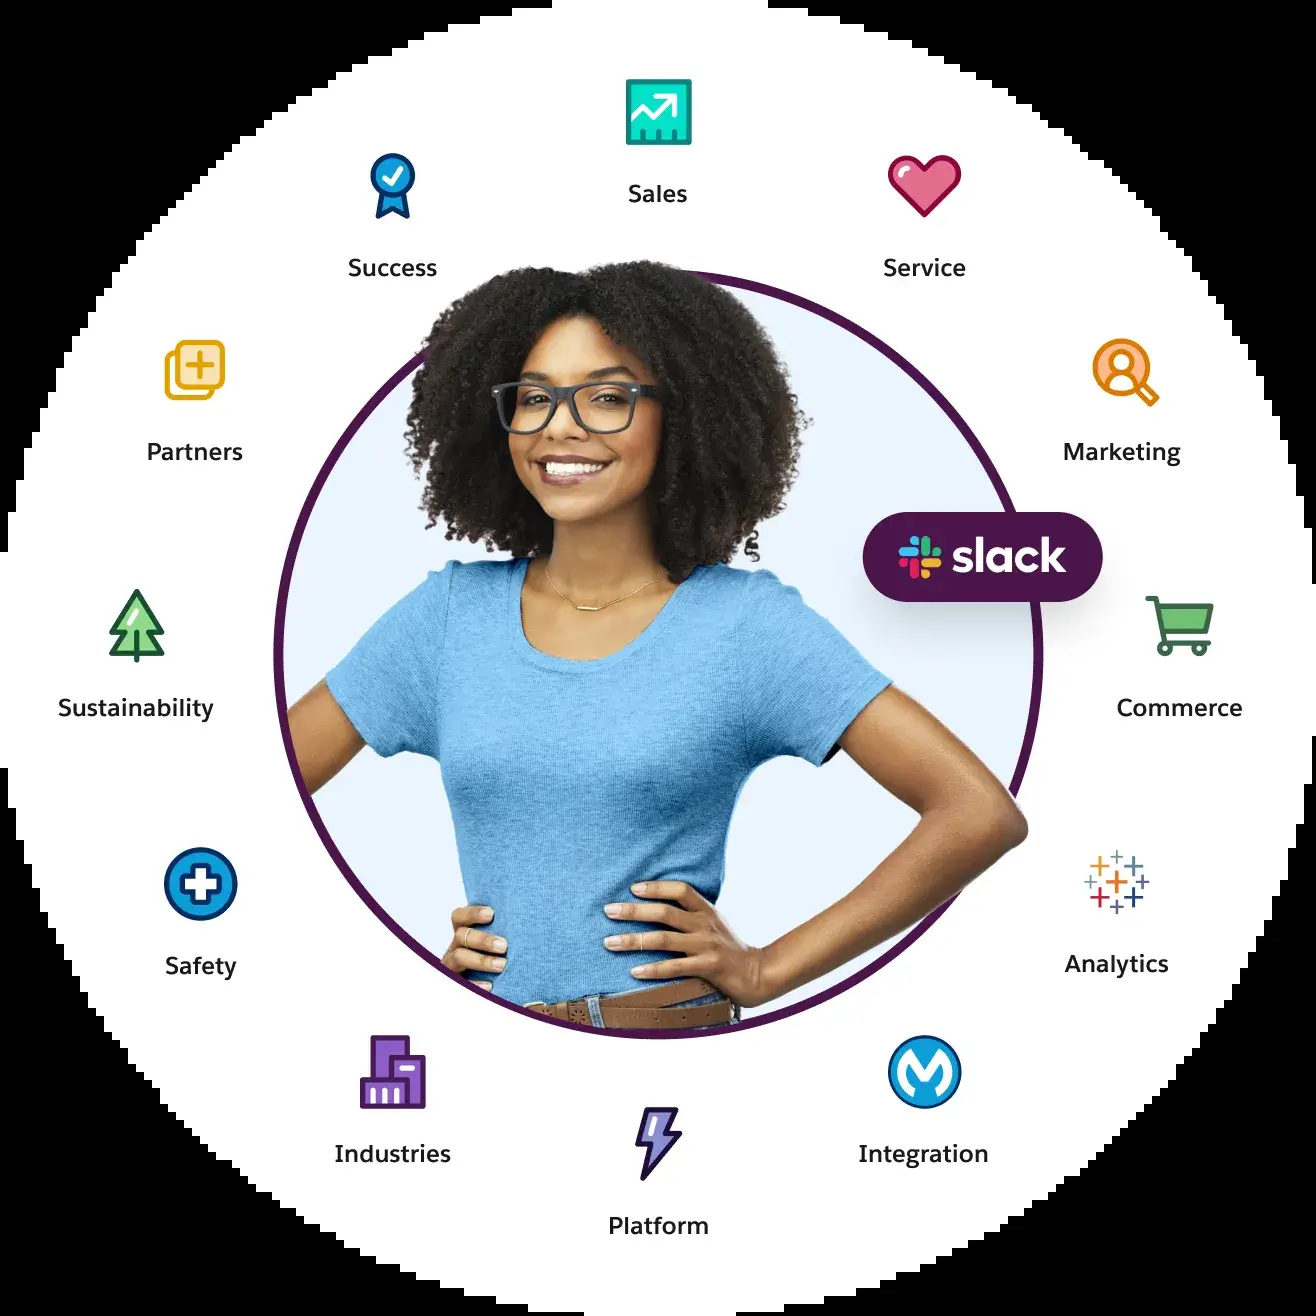 Sales
Success
Service
Partners
Marketing
slack
Sustainability
Commerce
Safety
Analytics
Industries
Integration
Platform